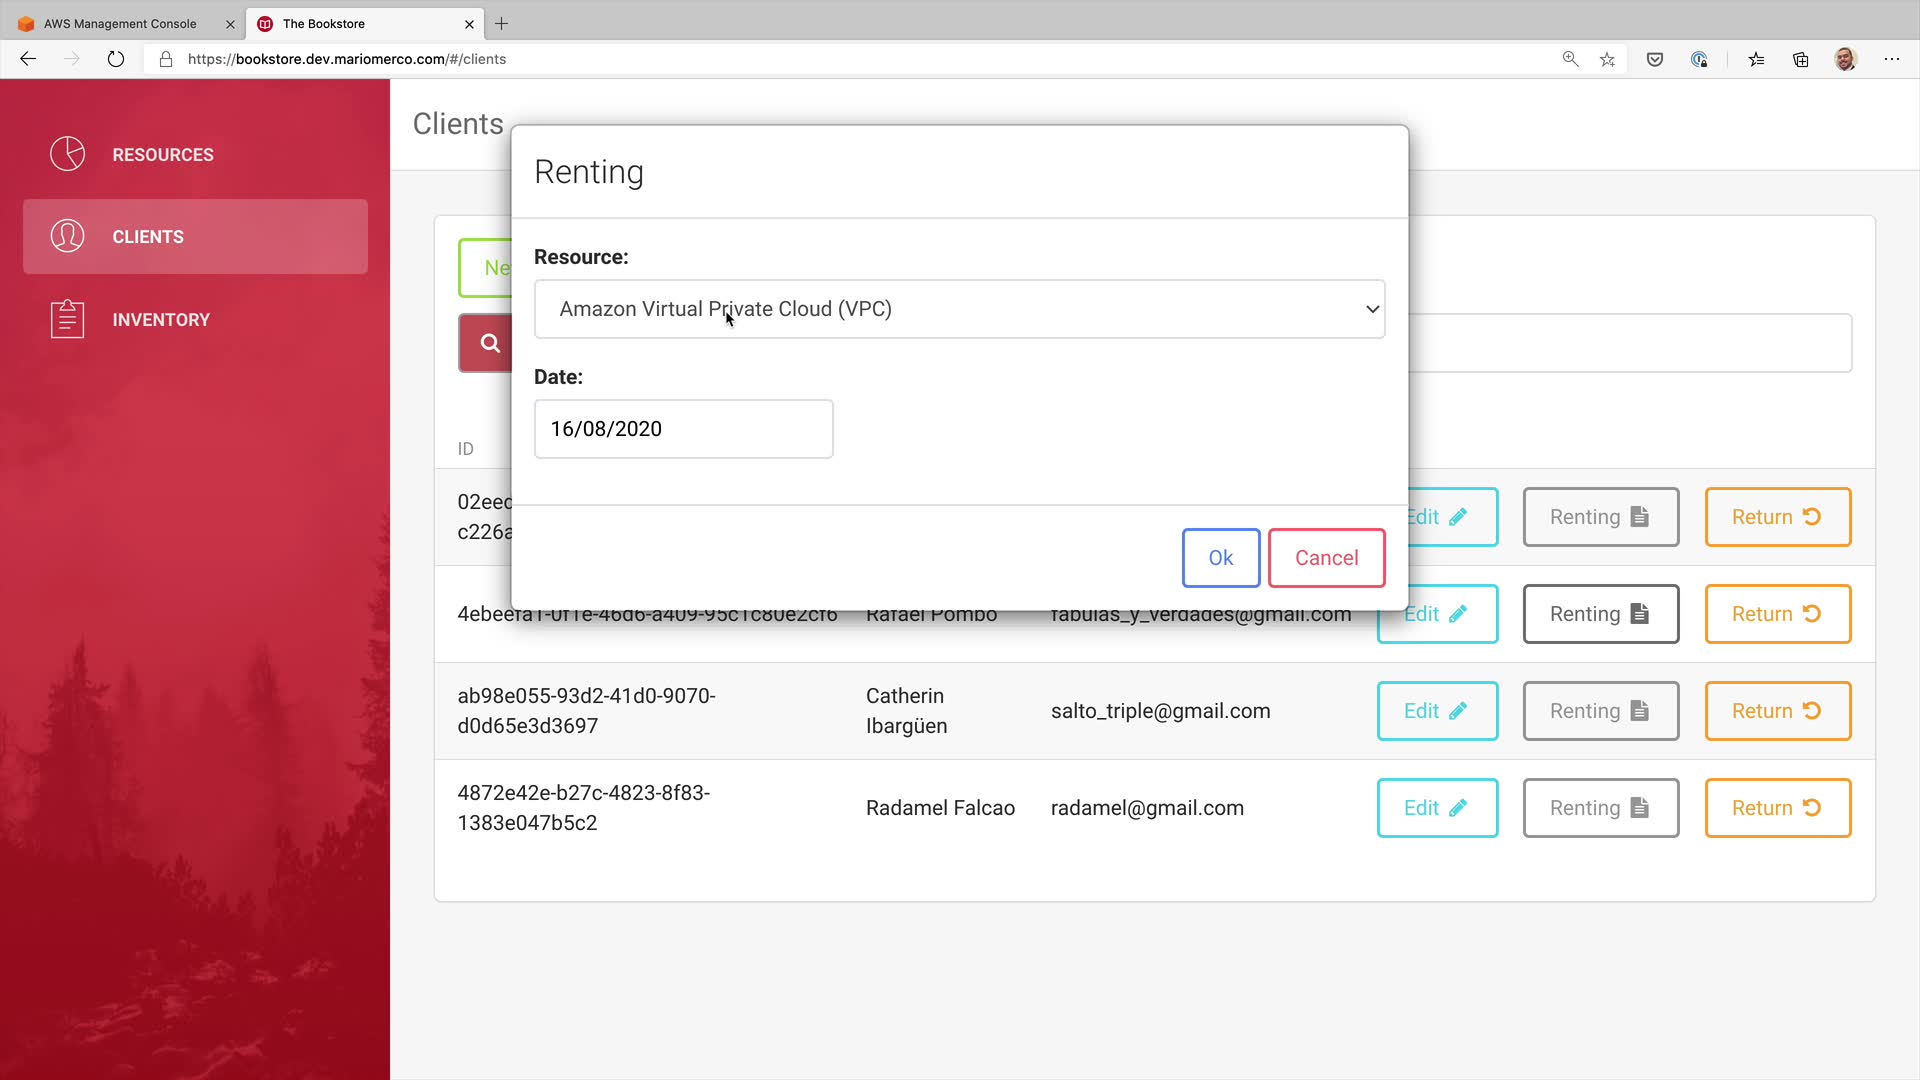 AWS Management Console
The Bookstore
https://bookstore.dev.mariomerco.com/#/clients
RESOURCES
CLIENTS
INVENTORY
Clients
Renting
Resource:
Amazon Virtual Private Cloud (VPC)
Date:
16/08/2020
Ok Cancel
ID
Edit Renting Return
4ebeefa1-0f1e-46d6-a409-95c1c80e2cf6 Rafael Pombo fabulas_y_verdades@gmail.com Edit Renting Return
ab98e055-93d2-41d0-9070-
d0d65e3d3697
Catherin
Ibargüen
salto_triple@gmail.com Edit Renting Return
4872e42e-b27c-4823-8f83-
1383e047b5c2
Radamel Falcao radamel@gmail.com Edit Renting Return